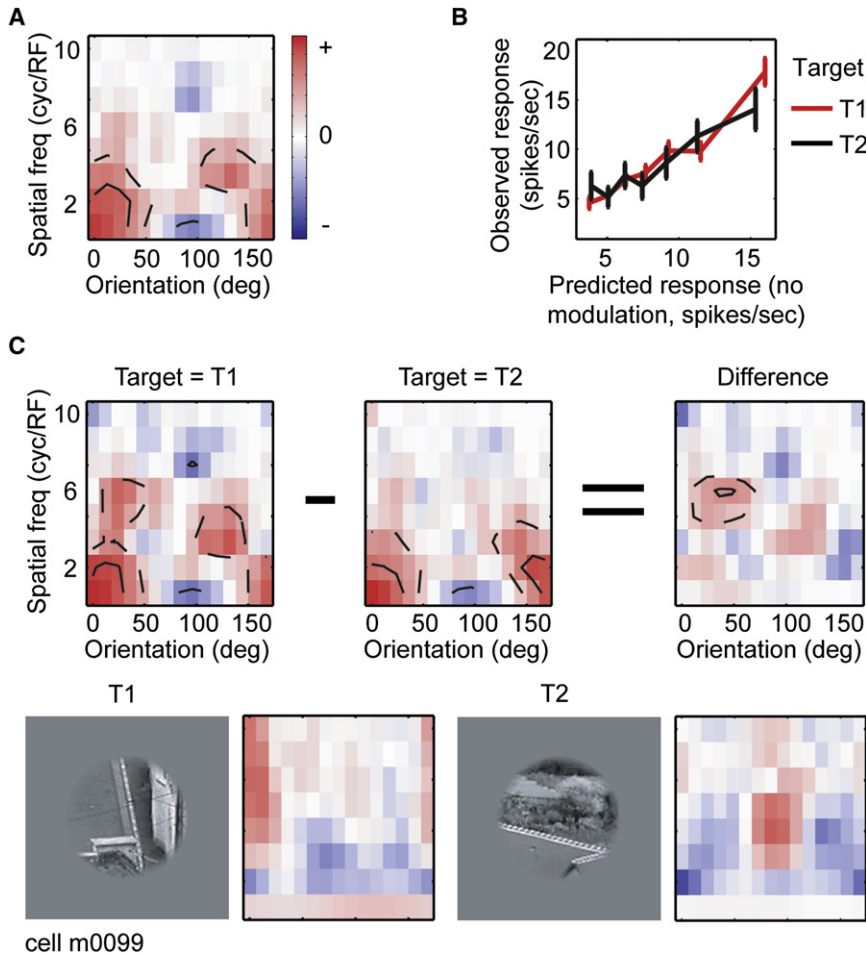 A
10
6
2
Spatial freq (cyc/RF)
0 50 100 150
Orientation (deg)
+
0
-
B
20
15
10
5
Observed response
(spikes/sec)
5 10 15
Predicted response (no
modulation, spikes/sec)
Target
T1
T2
C
Target = T1
Target = T2
Difference
10
6
2
Spatial freq (cyc/RF)
0 50 100 150
Orientation (deg)
0 50 100 150
Orientation (deg)
0 50 100 150
Orientation (deg)
T1
T2
cell m0099